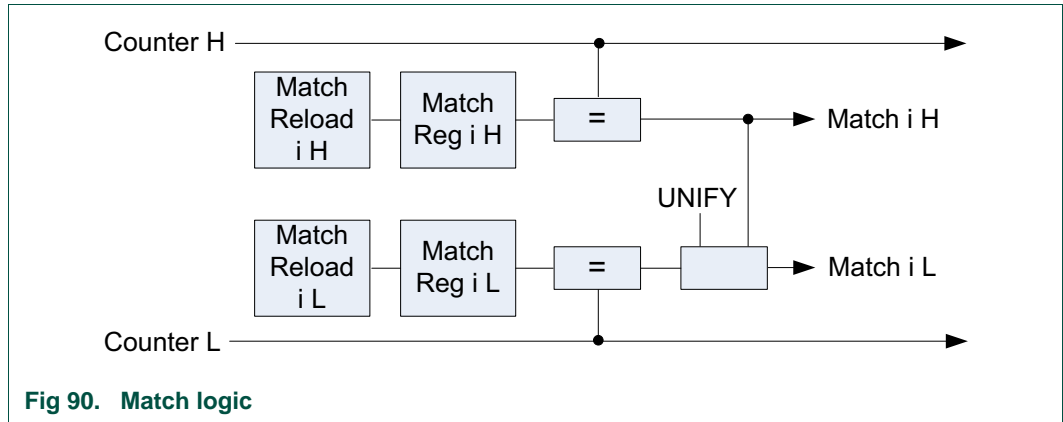 Counter H
Match
Reload
i H
Match
Reg i H
=
Match i H
UNIFY
Match
Reload
i L
Match
Reg i L
=
Match i L
Counter L
Fig 90. Match logic